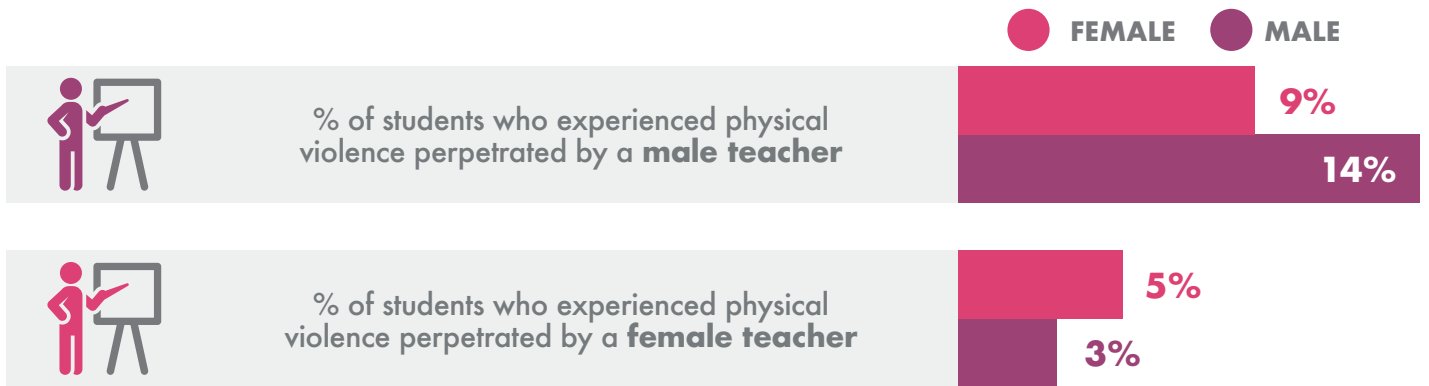 FEMALE MALE
% of students who experienced physical
violence perpetrated by a male teacher
9%
14%
% of students who experienced physical
violence perpetrated by a female teacher
5%
3%